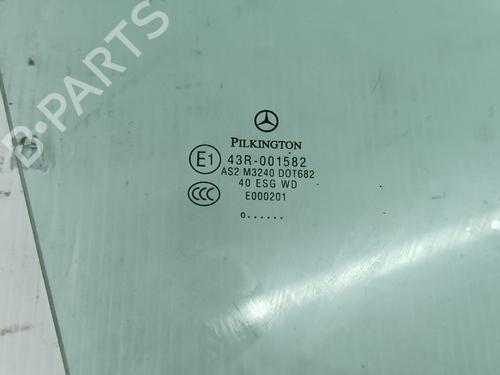 B-PARTS
PILKINGTON
E1
43R-001582
AS2 M3240 DOT682
40 ESG WD
CCC
E000201
o......